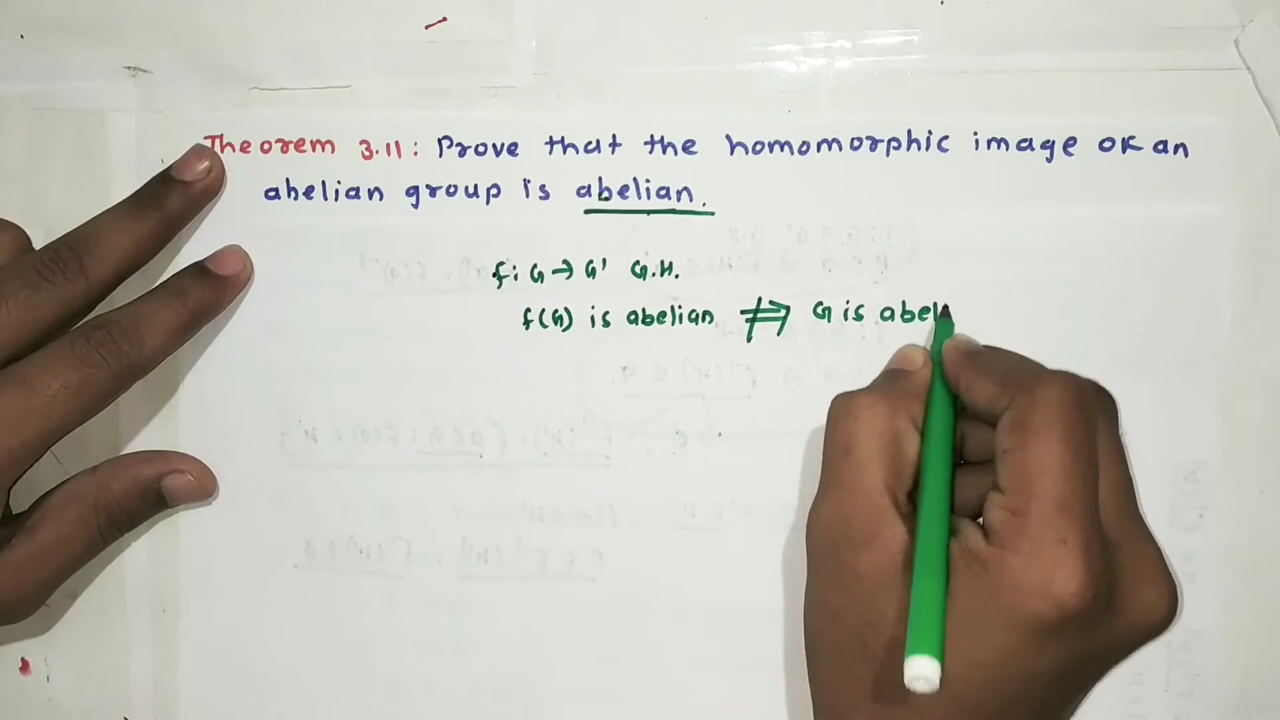 Theorem 3.11: Prove that the homomorphic image of an
abelian group is abelian.
f: G → G' G.H.
f(G) is abelian ⇏ G is abel